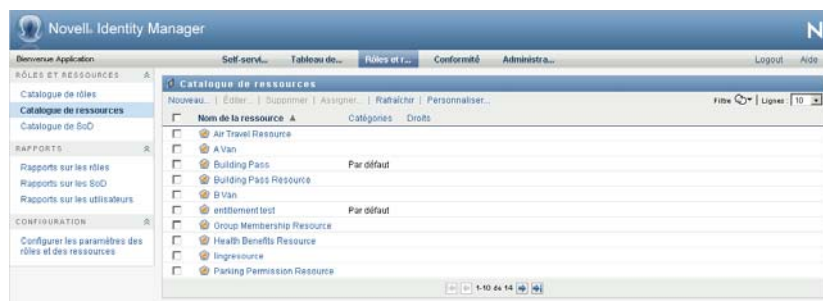 Novell® Identity Manager
N
Bienvenue Application
Self-servi... Tableau de... Rôles et r... Conformité Administra...
Logout Aide
RÔLES ET RESSOURCES
Catalogue de rôles
Catalogue de ressources
Catalogue de SoD
RAPPORTS
Rapports sur les rôles
Rapports sur les SoD
Rapports sur les utilisateurs
CONFIGURATION
Configurer les paramètres des
rôles et des ressources
Catalogue de ressources
Nouveau... | Éditer... | Supprimer | Assigner... | Rafraîchir | Personnaliser...
Filtre | Lignes : 10
Nom de la ressource Catégories Droits
Air Travel Resource
A Van
Building Pass Par défaut
Building Pass Resource
B Van
entitlement test Par défaut
Group Membership Resource
Health Benefits Resource
lingresource
Parking Permission Resource
1-10 de 14